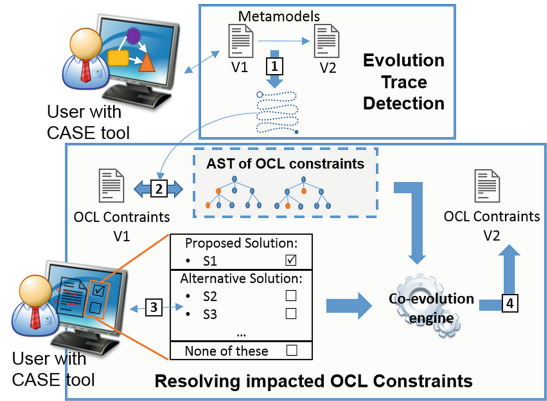 Metamodels
V1
V2
1
Evolution
Trace
Detection
User with
CASE tool
AST of OCL constraints
2
OCL Contraints
V1
OCL Contraints
V2
Proposed Solution:
• S1 ☑
Alternative Solution:
• S2 ☐
• S3 ☐
...
None of these ☐
3
Co-evolution
engine
4
User with
CASE tool
Resolving impacted OCL Constraints